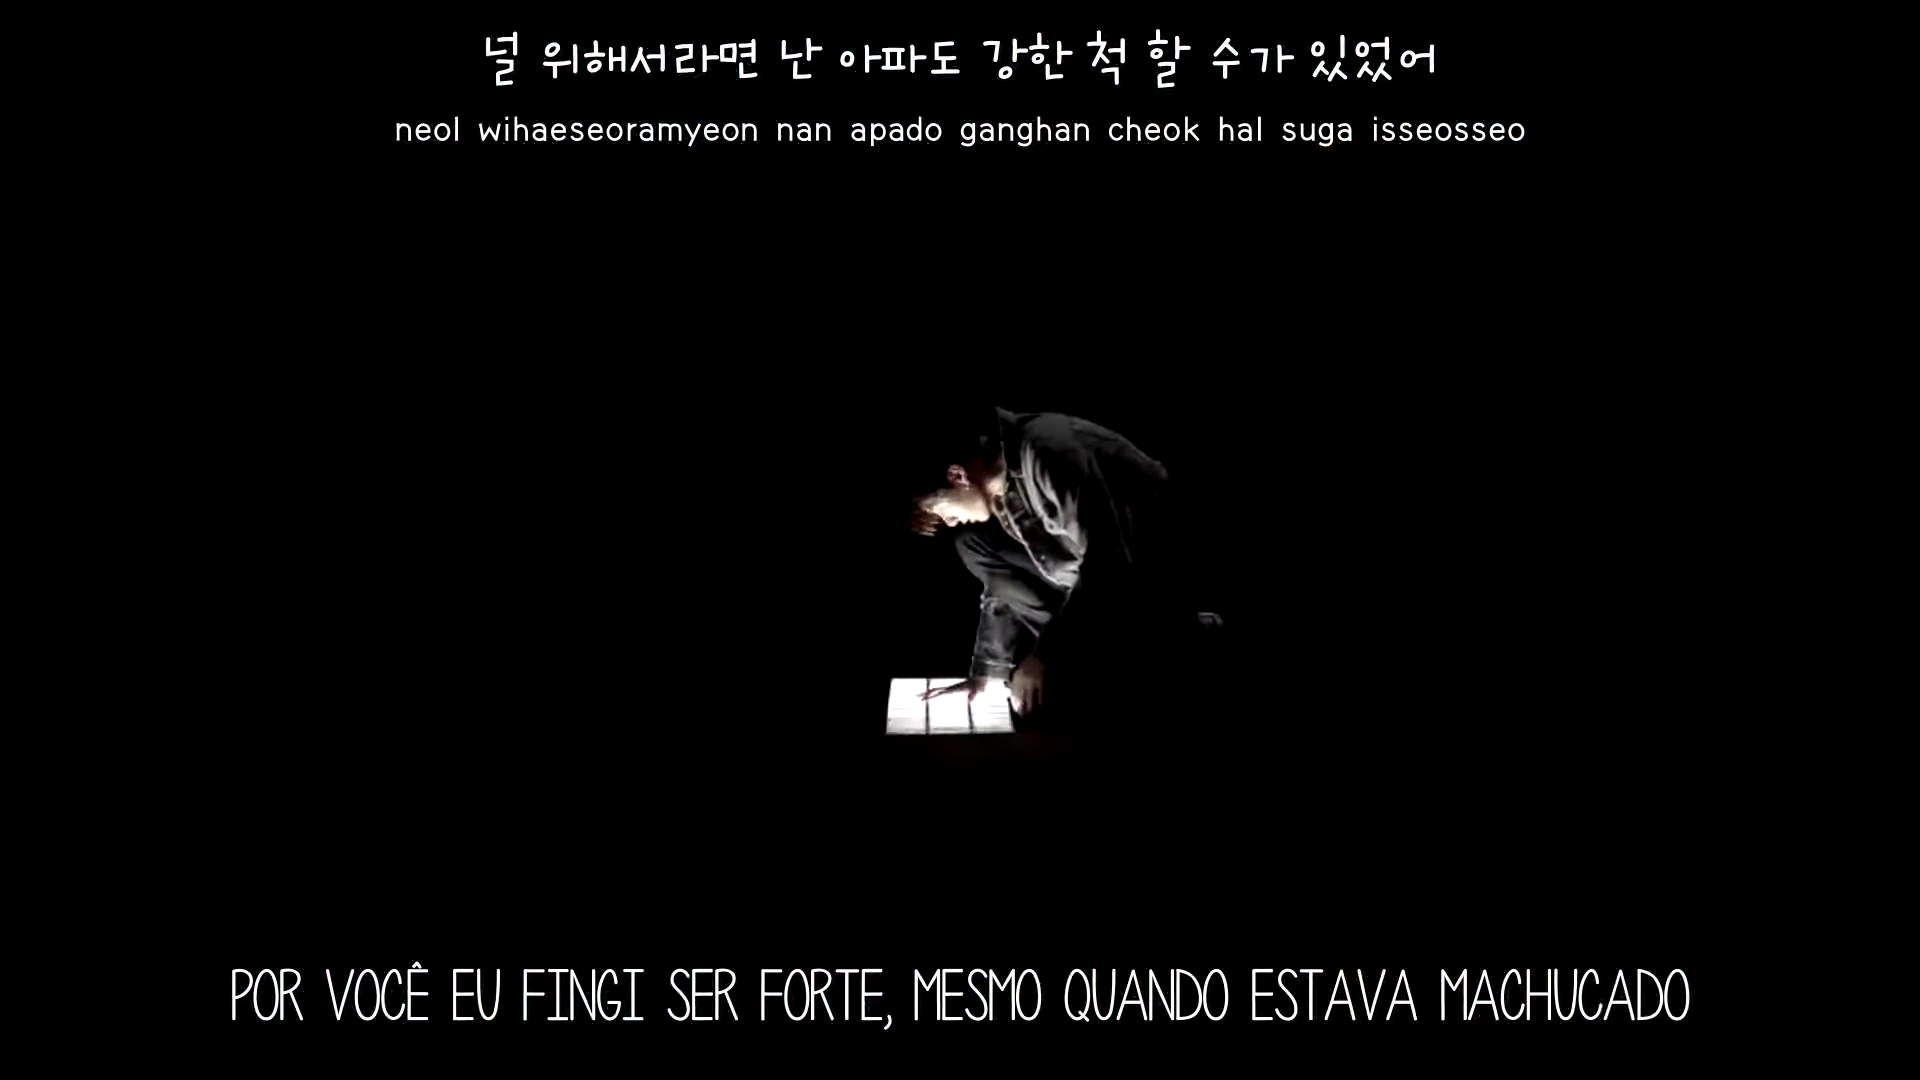 널 위해서라면 난 아파도 강한 척 할 수가 있었어
neol wihaeseoramyeon nan apado ganghan cheok hal suga isseosseo
POR VOCÊ EU FINGI SER FORTE, MESMO QUANDO ESTAVA MACHUCADO